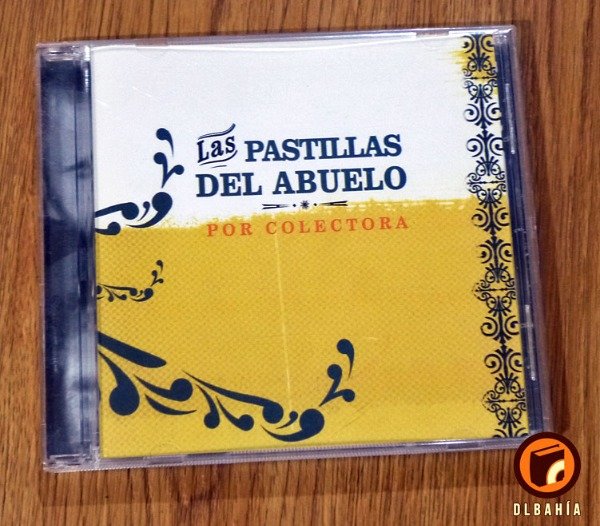 Las PASTILLAS
DEL ABUELO
POR COLECTORA
DLBAHÍA